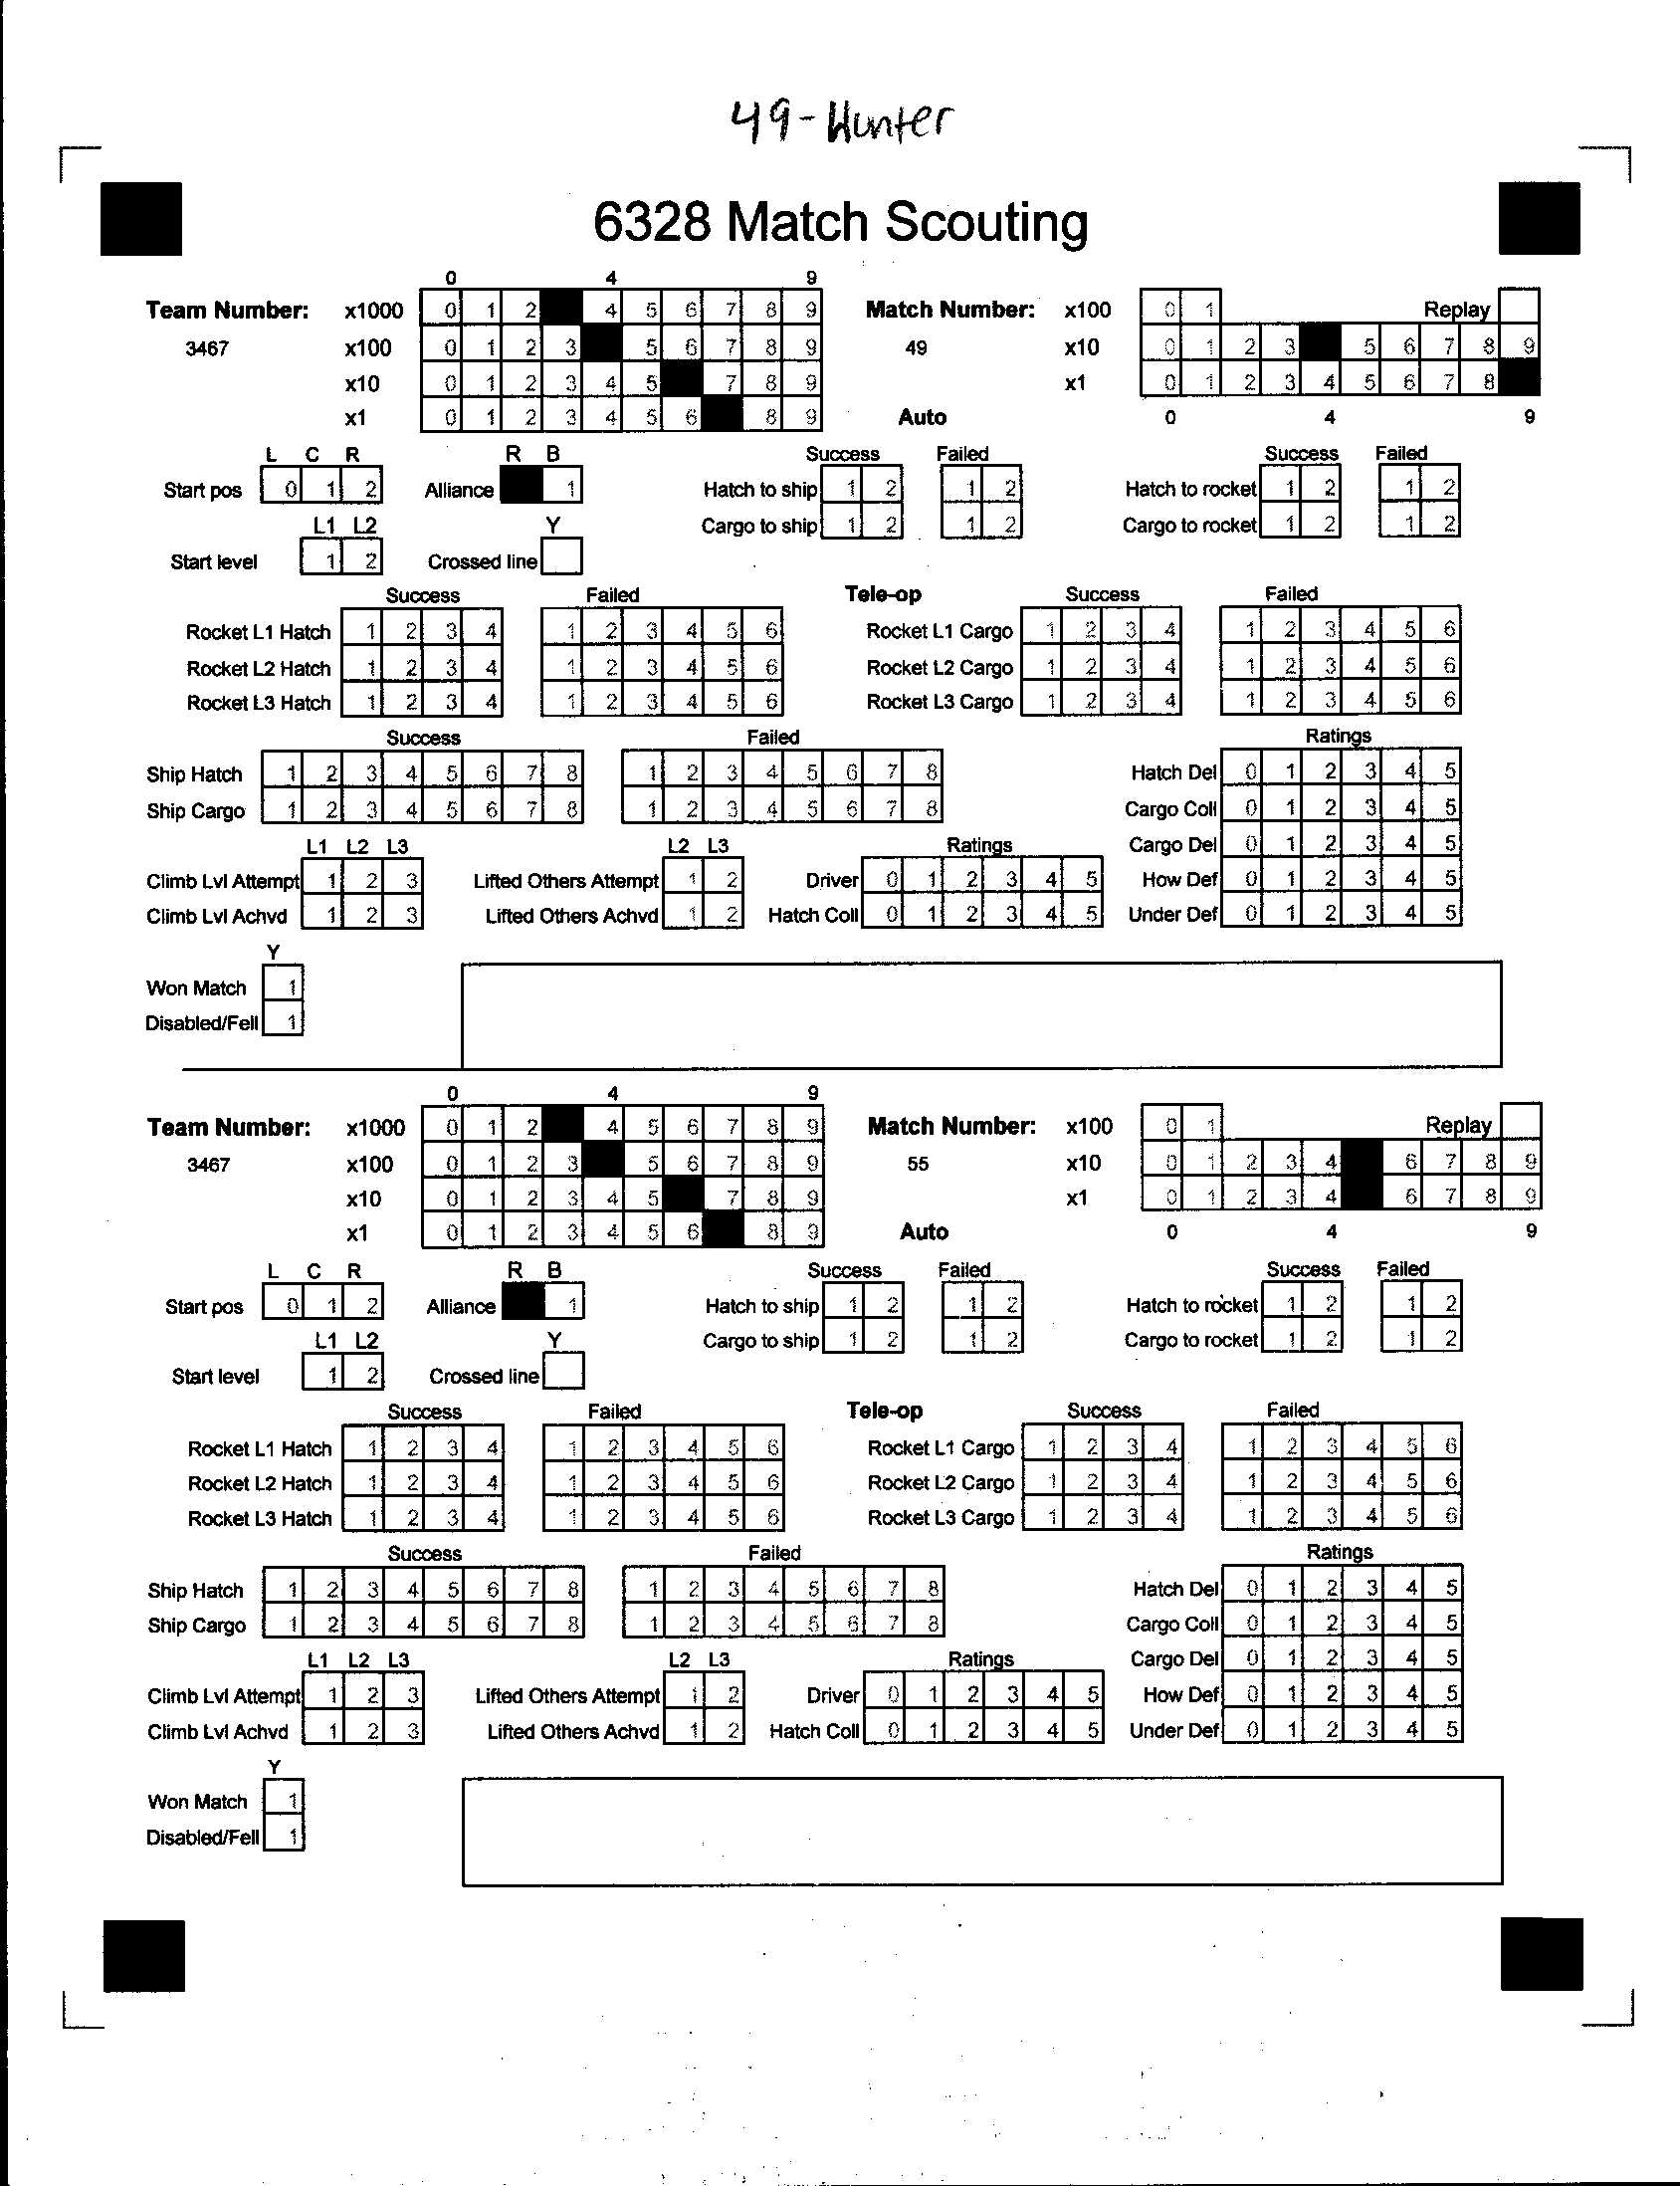 49-Hunter
6328 Match Scouting
0 4 9
Team Number: x1000 0 1 2 4 5 6 7 8 9 Match Number: x100 0 1 Replay
3467 x100 0 1 2 3 5 6 7 8 9 49 x10 0 1 2 3 5 6 7 8 9
x10 0 1 2 3 4 5 7 8 9 x1 0 1 2 3 4 5 6 7 8
x1 0 1 2 3 4 5 6 8 9 Auto 0 4 9
L C R R B Success Failed Success Failed
Start pos 0 1 2 Alliance 1 Hatch to ship 1 2 1 2 Hatch to rocket 1 2 1 2
L1 L2 Y Cargo to ship 1 2 1 2 Cargo to rocket 1 2 1 2
Start level 1 2 Crossed line
Success Failed Tele-op Success Failed
Rocket L1 Hatch 1 2 3 4 1 2 3 4 5 6 Rocket L1 Cargo 1 2 3 4 1 2 3 4 5 6
Rocket L2 Hatch 1 2 3 4 1 2 3 4 5 6 Rocket L2 Cargo 1 2 3 4 1 2 3 4 5 6
Rocket L3 Hatch 1 2 3 4 1 2 3 4 5 6 Rocket L3 Cargo 1 2 3 4 1 2 3 4 5 6
Success Failed Ratings
Ship Hatch 1 2 3 4 5 6 7 8 1 2 3 4 5 6 7 8 Hatch Del 0 1 2 3 4 5
Ship Cargo 1 2 3 4 5 6 7 8 1 2 3 4 5 6 7 8 Cargo Coll 0 1 2 3 4 5
L1 L2 L3 L2 L3 Ratings Cargo Del 0 1 2 3 4 5
Climb Lvl Attempt 1 2 3 Lifted Others Attempt 1 2 Driver 0 1 2 3 4 5 How Def 0 1 2 3 4 5
Climb Lvl Achvd 1 2 3 Lifted Others Achvd 1 2 Hatch Coll 0 1 2 3 4 5 Under Def 0 1 2 3 4 5
Y
Won Match 1
Disabled/Fell 1
0 4 9
Team Number: x1000 0 1 2 4 5 6 7 8 9 Match Number: x100 0 1 Replay
3467 x100 0 1 2 3 5 6 7 8 9 55 x10 0 1 2 3 4 6 7 8 9
x10 0 1 2 3 4 5 7 8 9 x1 0 1 2 3 4 6 7 8 9
x1 0 1 2 3 4 5 6 8 9 Auto 0 4 9
L C R R B Success Failed Success Failed
Start pos 0 1 2 Alliance 1 Hatch to ship 1 2 1 2 Hatch to rocket 1 2 1 2
L1 L2 Y Cargo to ship 1 2 1 2 Cargo to rocket 1 2 1 2
Start level 1 2 Crossed line
Success Failed Tele-op Success Failed
Rocket L1 Hatch 1 2 3 4 1 2 3 4 5 6 Rocket L1 Cargo 1 2 3 4 1 2 3 4 5 6
Rocket L2 Hatch 1 2 3 4 1 2 3 4 5 6 Rocket L2 Cargo 1 2 3 4 1 2 3 4 5 6
Rocket L3 Hatch 1 2 3 4 1 2 3 4 5 6 Rocket L3 Cargo 1 2 3 4 1 2 3 4 5 6
Success Failed Ratings
Ship Hatch 1 2 3 4 5 6 7 8 1 2 3 4 5 6 7 8 Hatch Del 0 1 2 3 4 5
Ship Cargo 1 2 3 4 5 6 7 8 1 2 3 4 5 6 7 8 Cargo Coll 0 1 2 3 4 5
L1 L2 L3 L2 L3 Ratings Cargo Del 0 1 2 3 4 5
Climb Lvl Attempt 1 2 3 Lifted Others Attempt 1 2 Driver 0 1 2 3 4 5 How Def 0 1 2 3 4 5
Climb Lvl Achvd 1 2 3 Lifted Others Achvd 1 2 Hatch Coll 0 1 2 3 4 5 Under Def 0 1 2 3 4 5
Y
Won Match 1
Disabled/Fell 1